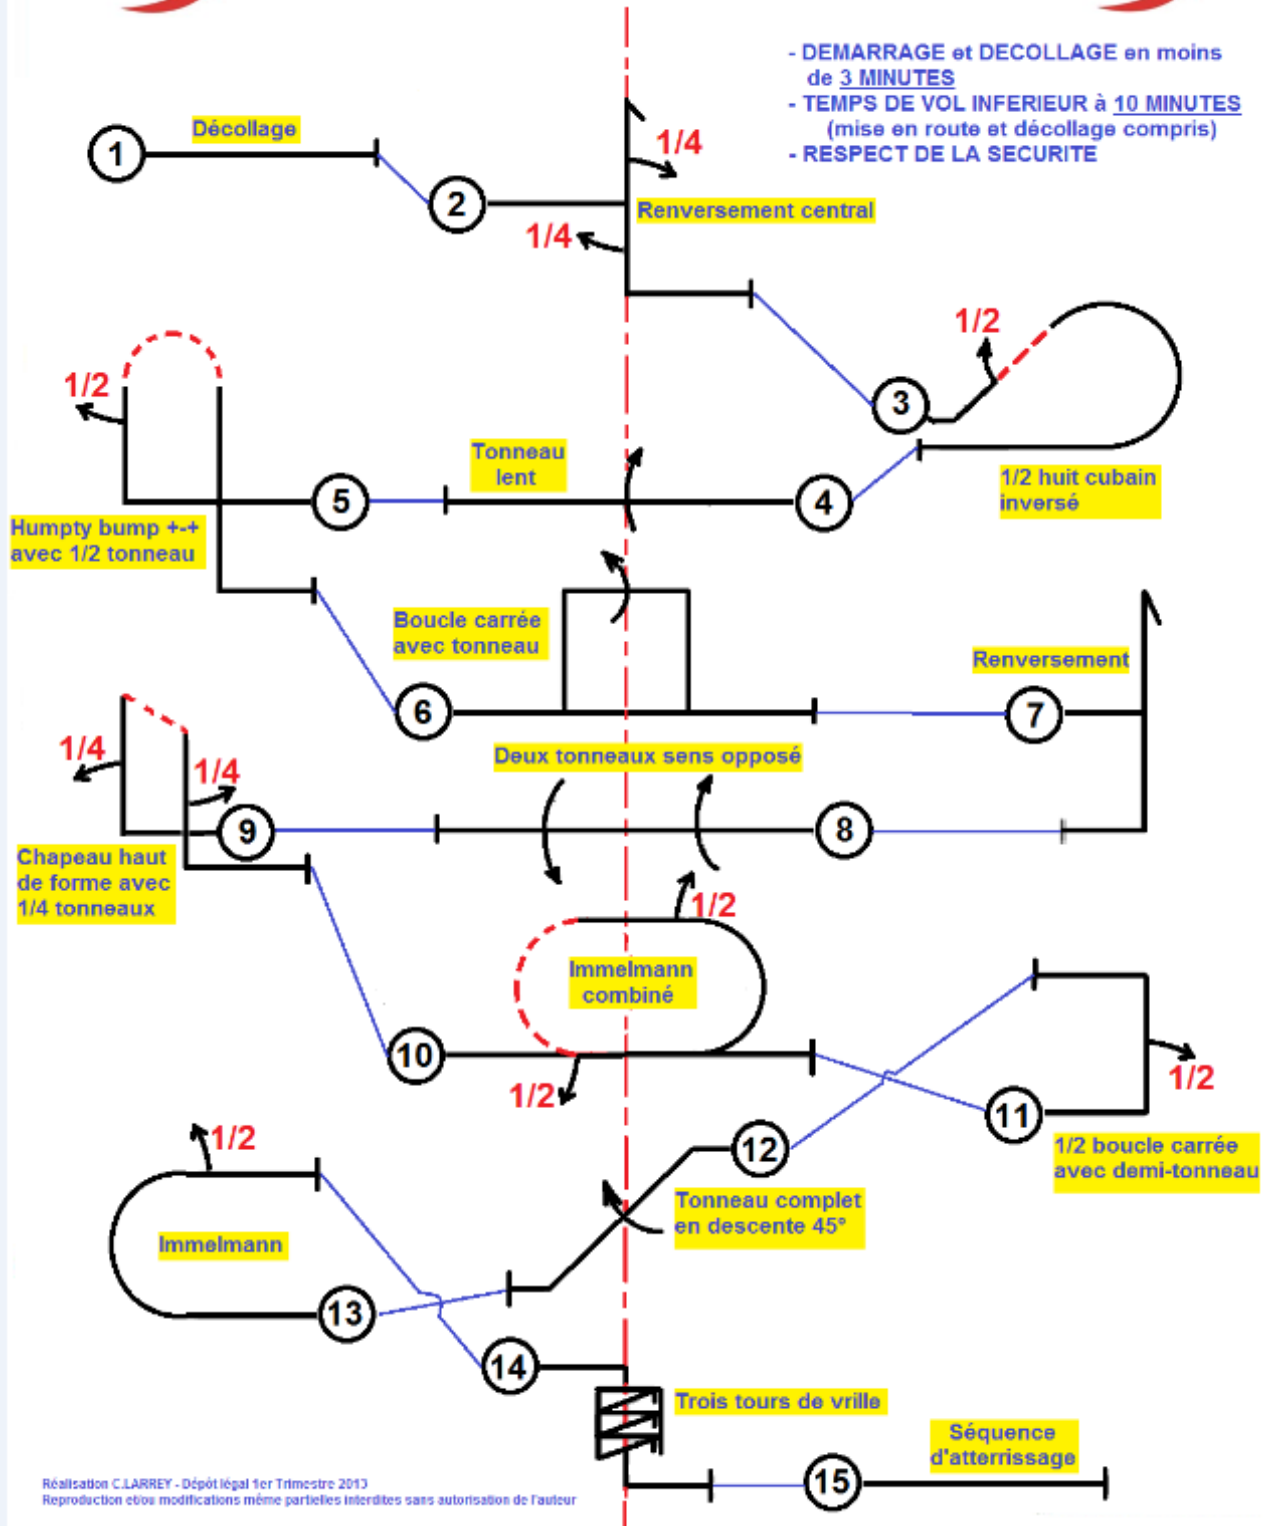 - DEMARRAGE et DECOLLAGE en moins
de 3 MINUTES
- TEMPS DE VOL INFERIEUR à 10 MINUTES
(mise en route et décollage compris)
- RESPECT DE LA SECURITE
Décollage
1
2
1/4
Renversement central
1/4
1/2
3
1/2 huit cubain
inversé
4
Tonneau
lent
5
1/2
Humpty bump +-+
avec 1/2 tonneau
Boucle carrée
avec tonneau
6
Renversement
7
Deux tonneaux sens opposé
8
1/4
1/4
9
Chapeau haut
de forme avec
1/4 tonneaux
1/2
Immelmann
combiné
10
1/2
11
1/2
1/2 boucle carrée
avec demi-tonneau
12
Tonneau complet
en descente 45°
1/2
Immelmann
13
14
Trois tours de vrille
Séquence
d'atterrissage
15
Réalisation C.LARREY - Dépôt légal 1er Trimestre 2013
Reproduction et/ou modifications même partielles interdites sans autorisation de l'auteur